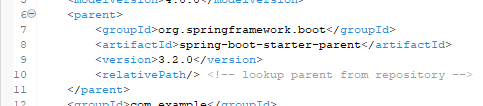 5 <modelVersion>4.0.0</modelVersion>
6 <parent>
7 <groupId>org.springframework.boot</groupId>
8 <artifactId>spring-boot-starter-parent</artifactId>
9 <version>3.2.0</version>
10 <relativePath/> <!-- lookup parent from repository -->
11 </parent>
12 <groupId>com.example</groupId>